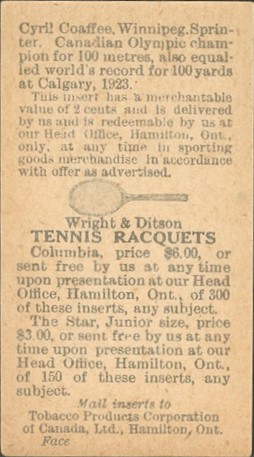 Cyril Coaffee, Winnipeg. Sprin-
ter. Canadian Olympic cham-
pion for 100 metres, also equal-
led world's record for 100 yards
at Calgary, 1923.
This insert has a merchantable
value of 2 cents and is delivered
by us and is redeemable by us at
our Head Office, Hamilton, Ont.,
only, at any time in sporting
goods merchandise in accordance
with offer as advertised.
Wright & Ditson
TENNIS RACQUETS
Columbia, price $6.00, or
sent free by us at any time
upon presentation at our Head
Office, Hamilton, Ont., of 300
of these inserts, any subject.
The Star, Junior size, price
$3.00, or sent free by us at any
time upon presentation at our
Head Office, Hamilton, Ont.,
of 150 of these inserts, any
subject.
Mail inserts to
Tobacco Products Corporation
of Canada, Ltd., Hamilton, Ont.
Face